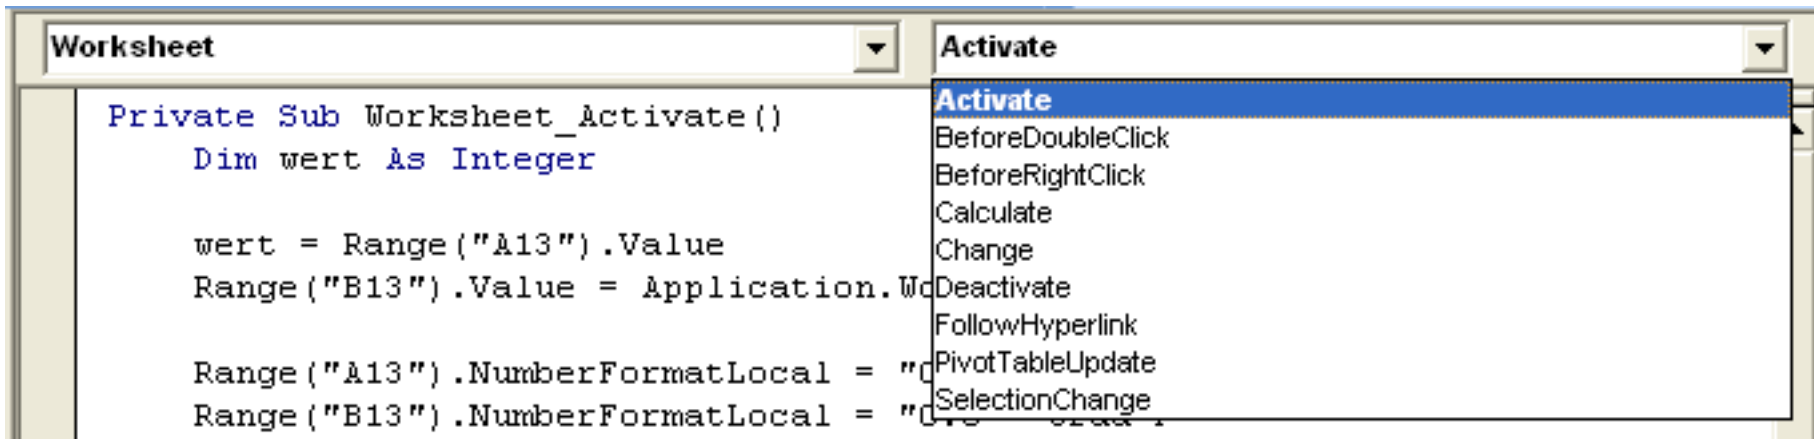 Worksheet
Activate
Private Sub Worksheet_Activate()
Dim wert As Integer
wert = Range("A13").Value
Range("B13").Value = Application.
Range("A13").NumberFormatLocal = "
Range("B13").NumberFormatLocal = "
Activate
BeforeDoubleClick
BeforeRightClick
Calculate
Change
Deactivate
FollowHyperlink
PivotTableUpdate
SelectionChange